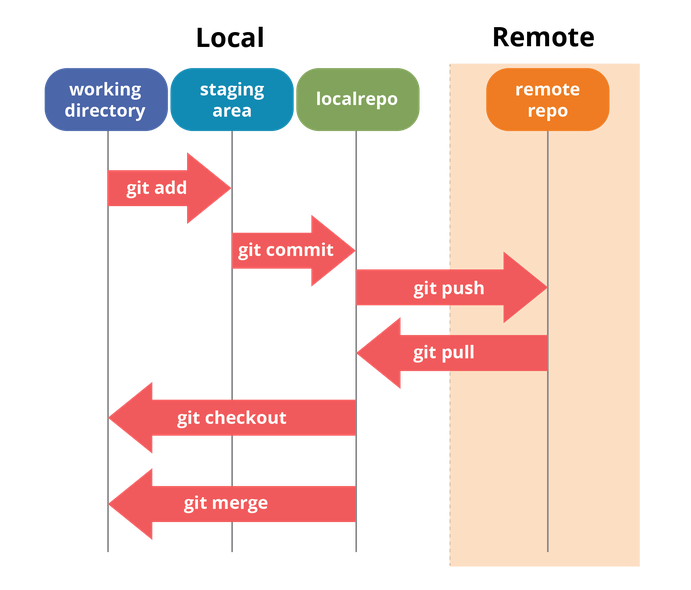 Local
Remote
working
directory
staging
area
localrepo
remote
repo
git add
git commit
git push
git pull
git checkout
git merge